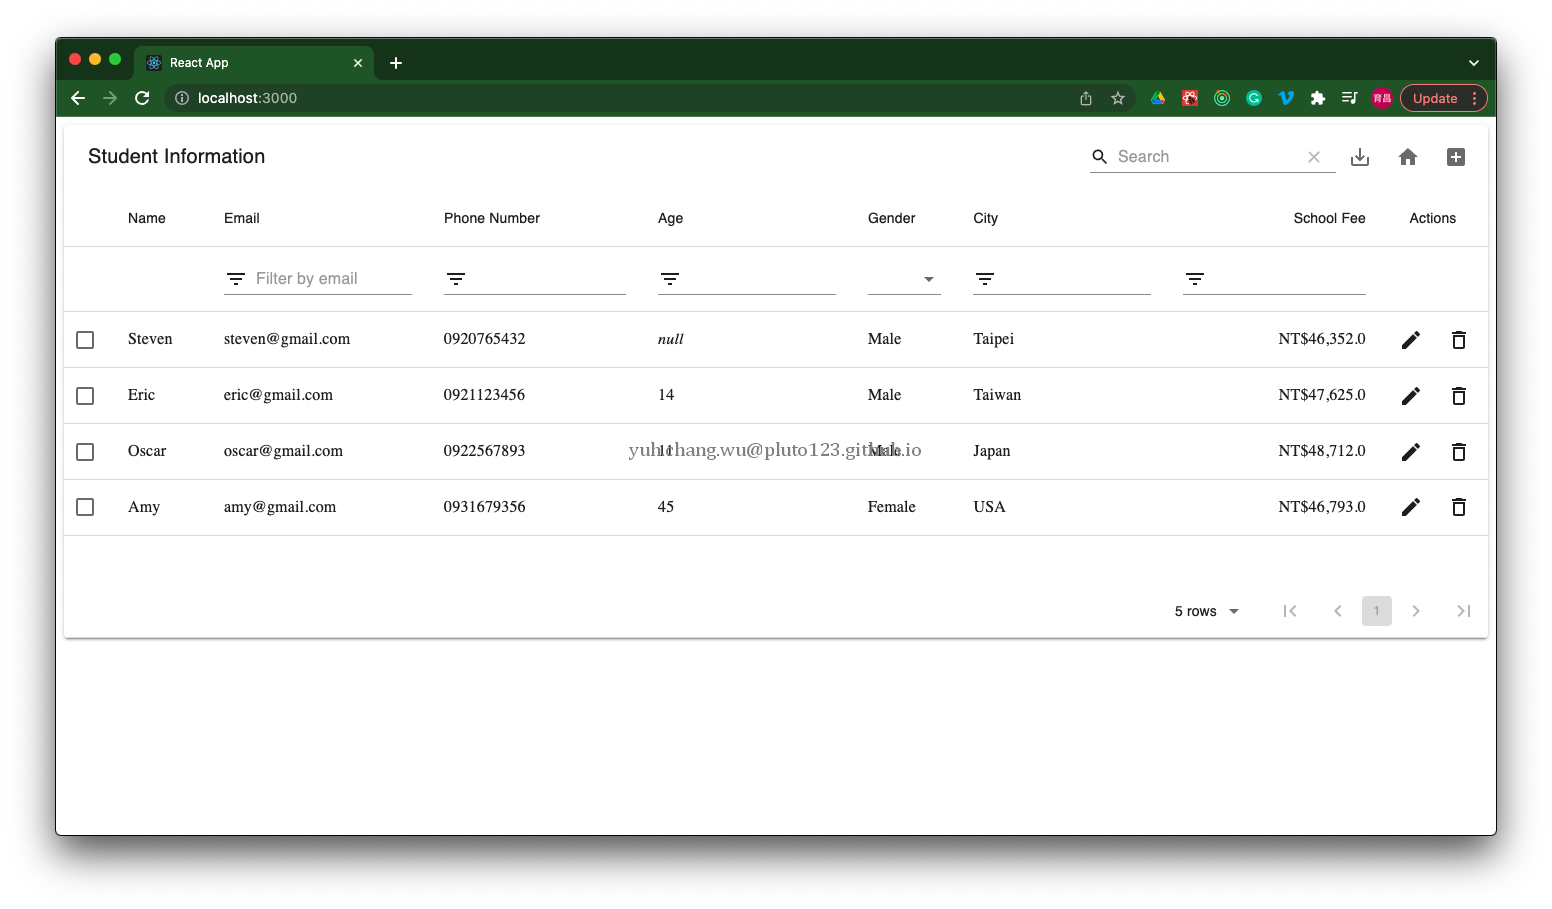 React App
localhost:3000
育昌
Update
Student Information
Search
Name Email Phone Number Age Gender City School Fee Actions
Filter by email
Steven steven@gmail.com 0920765432 null Male Taipei NT$46,352.0
Eric eric@gmail.com 0921123456 14 Male Taiwan NT$47,625.0
Oscar oscar@gmail.com 0922567893 11 Male Japan NT$48,712.0
yuhchang.wu@pluto123.github.io
Amy amy@gmail.com 0931679356 45 Female USA NT$46,793.0
5 rows 1